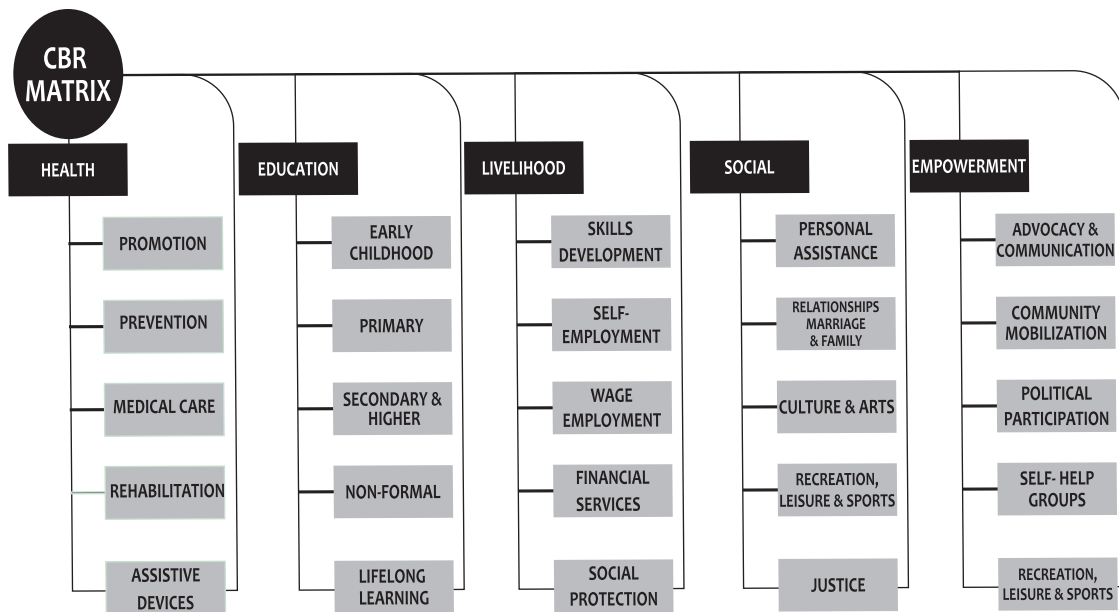 CBR
MATRIX
HEALTH
PROMOTION
PREVENTION
MEDICAL CARE
REHABILITATION
ASSISTIVE
DEVICES
EDUCATION
EARLY
CHILDHOOD
PRIMARY
SECONDARY &
HIGHER
NON-FORMAL
LIFELONG
LEARNING
LIVELIHOOD
SKILLS
DEVELOPMENT
SELF-
EMPLOYMENT
WAGE
EMPLOYMENT
FINANCIAL
SERVICES
SOCIAL
PROTECTION
SOCIAL
PERSONAL
ASSISTANCE
RELATIONSHIPS
MARRIAGE
& FAMILY
CULTURE & ARTS
RECREATION,
LEISURE & SPORTS
JUSTICE
EMPOWERMENT
ADVOCACY &
COMMUNICATION
COMMUNITY
MOBILIZATION
POLITICAL
PARTICIPATION
SELF- HELP
GROUPS
RECREATION,
LEISURE & SPORTS